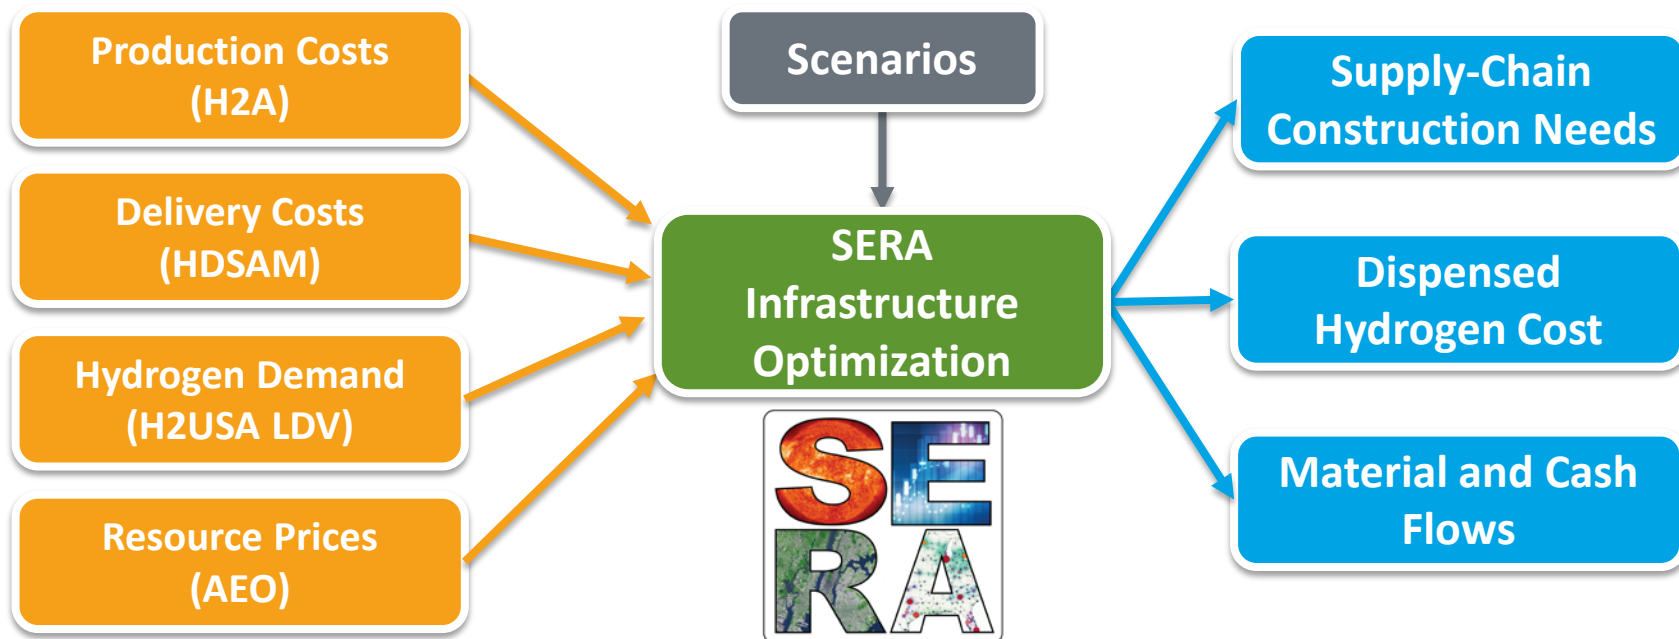 Production Costs
(H2A)
Delivery Costs
(HDSAM)
Hydrogen Demand
(H2USA LDV)
Resource Prices
(AEO)
Scenarios
SERA
Infrastructure
Optimization
SE
RA
Supply-Chain
Construction Needs
Dispensed
Hydrogen Cost
Material and Cash
Flows